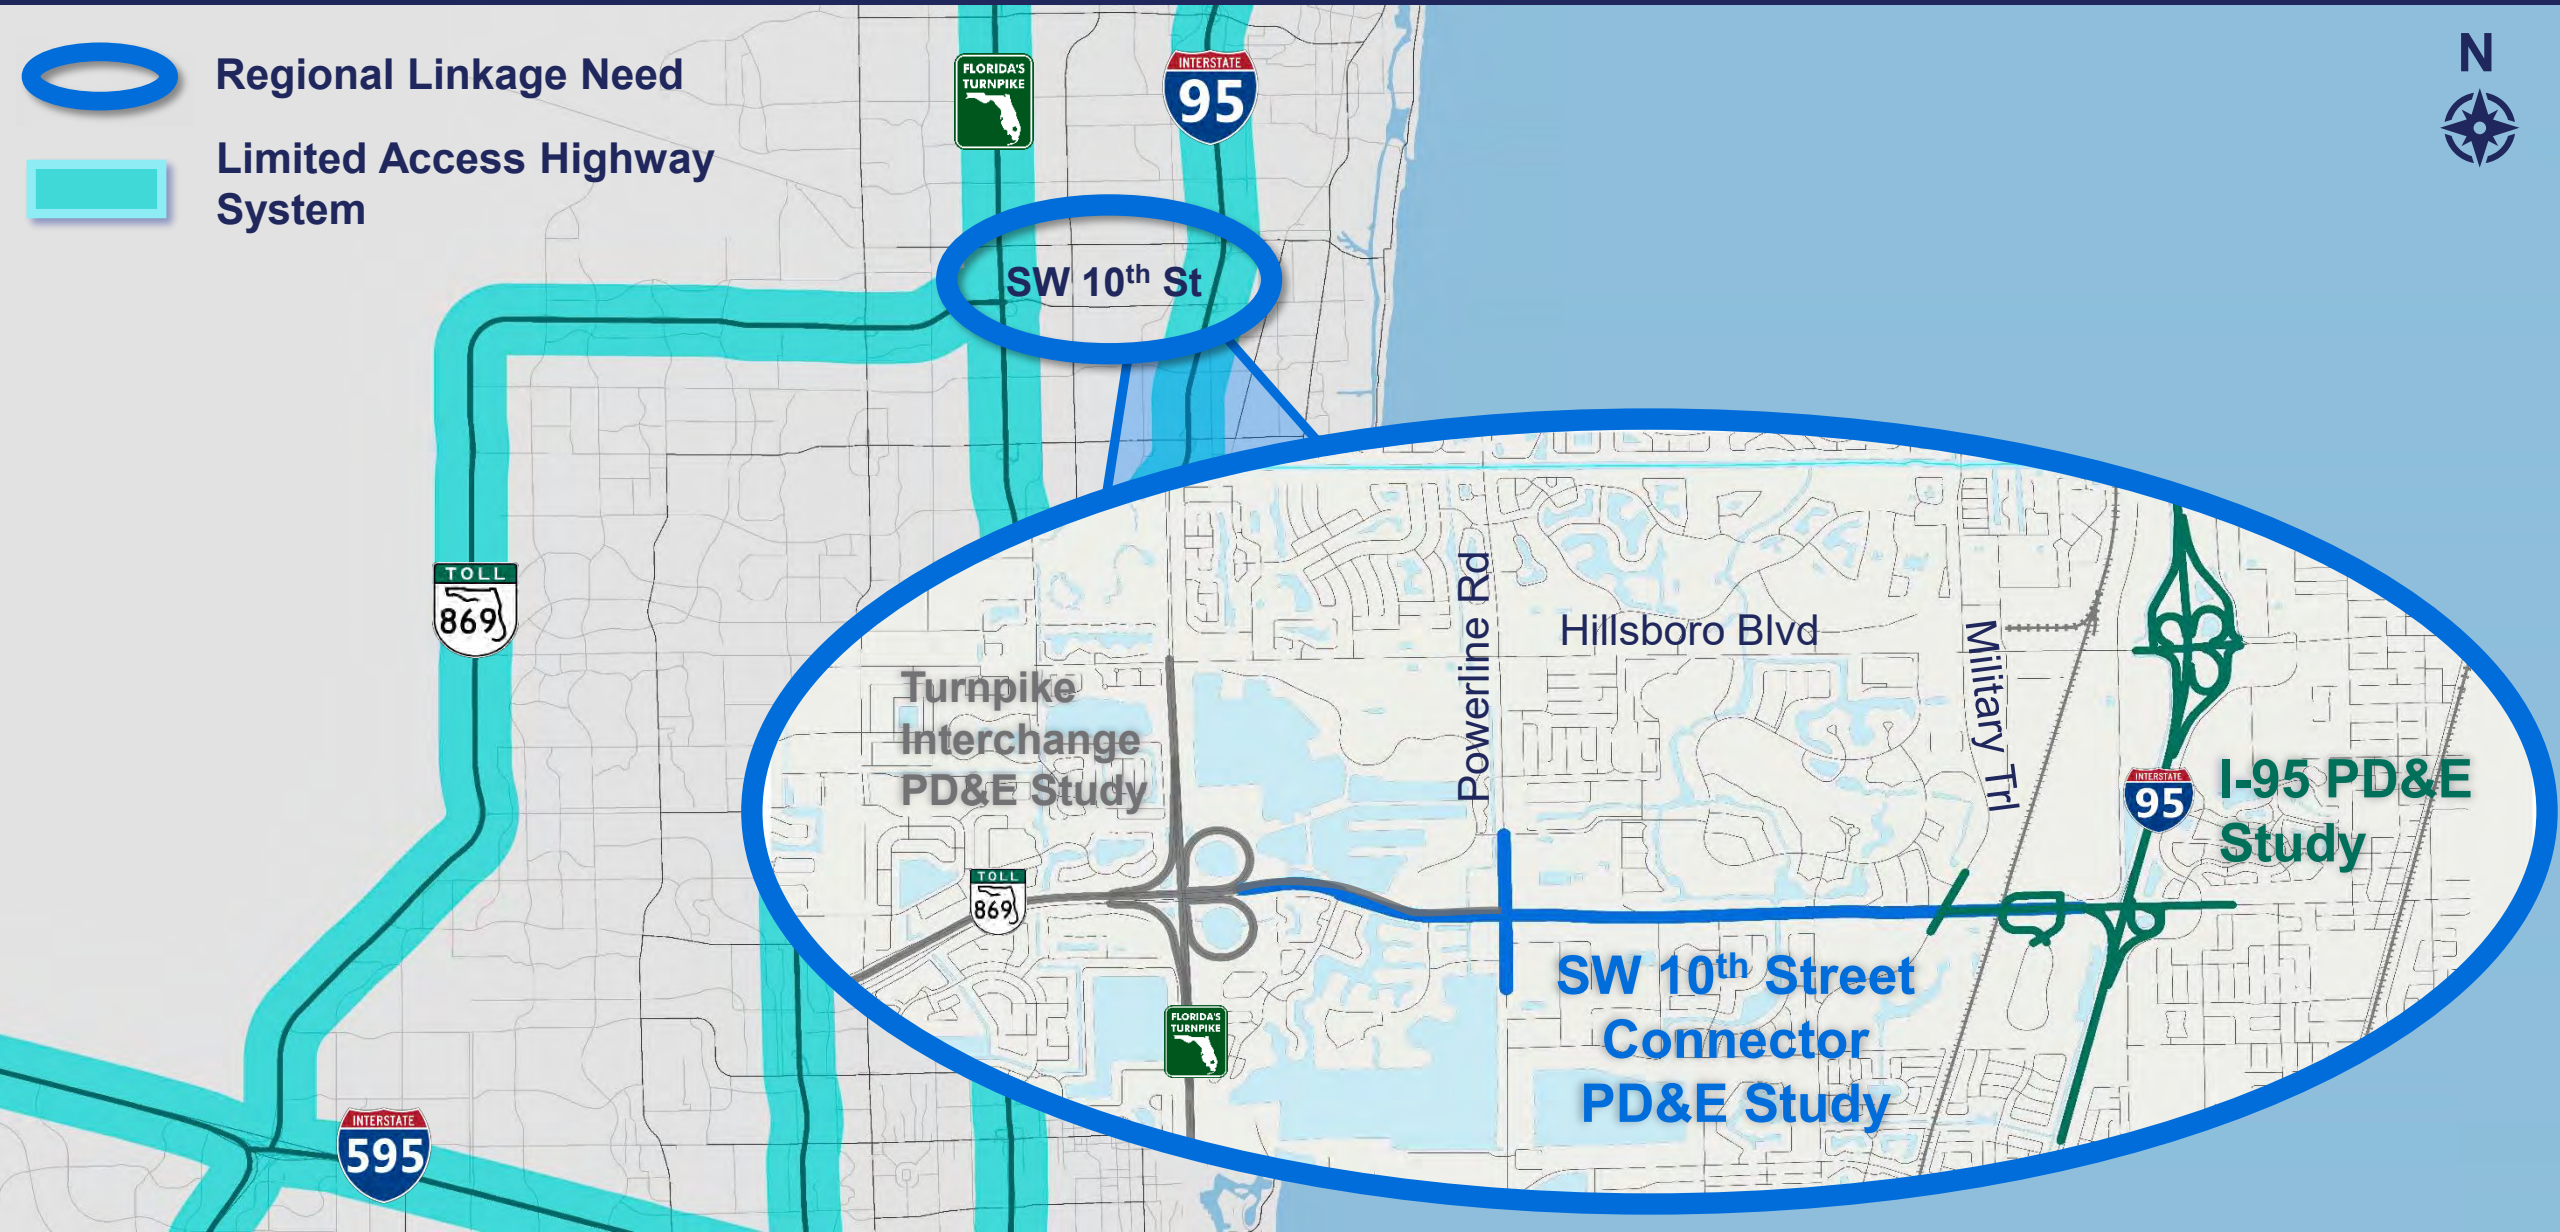 Regional Linkage Need
Limited Access Highway
System
FLORIDA'S
TURNPIKE
INTERSTATE
95
N
SW 10th St
TOLL
869
INTERSTATE
595
Powerline Rd
Hillsboro Blvd
Military Trl
Turnpike
Interchange
PD&E Study
TOLL
869
FLORIDA'S
TURNPIKE
INTERSTATE
95
I-95 PD&E
Study
SW 10th Street
Connector
PD&E Study